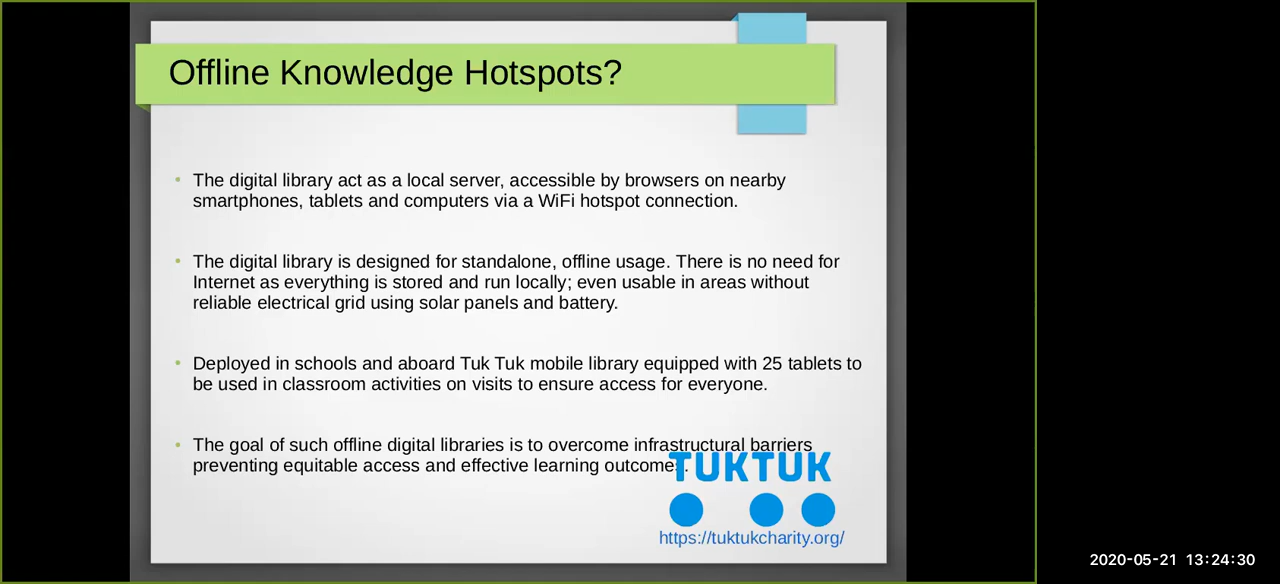 Offline Knowledge Hotspots?
• The digital library act as a local server, accessible by browsers on nearby
smartphones, tablets and computers via a WiFi hotspot connection.
• The digital library is designed for standalone, offline usage. There is no need for
Internet as everything is stored and run locally; even usable in areas without
reliable electrical grid using solar panels and battery.
• Deployed in schools and aboard Tuk Tuk mobile library equipped with 25 tablets to
be used in classroom activities on visits to ensure access for everyone.
• The goal of such offline digital libraries is to overcome infrastructural barriers
preventing equitable access and effective learning outcomes.
TUKTUK
https://tuktukcharity.org/
2020-05-21 13:24:30